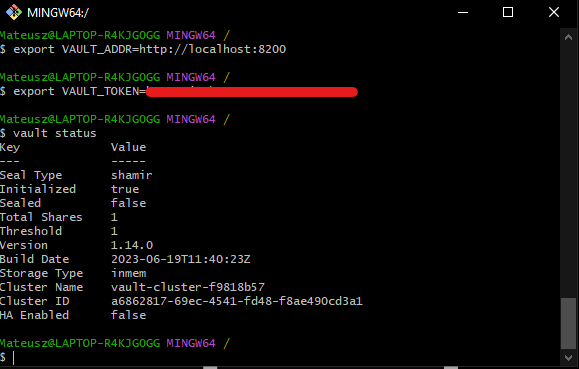 MINGW64:/
Mateusz@LAPTOP-R4KJGOGG MINGW64 /
$ export VAULT_ADDR=http://localhost:8200
Mateusz@LAPTOP-R4KJGOGG MINGW64 /
$ export VAULT_TOKEN=
Mateusz@LAPTOP-R4KJGOGG MINGW64 /
$ vault status
Key             Value
---             -----
Seal Type       shamir
Initialized     true
Sealed          false
Total Shares    1
Threshold       1
Version         1.14.0
Build Date      2023-06-19T11:40:23Z
Storage Type    inmem
Cluster Name    vault-cluster-f9818b57
Cluster ID      a6862817-69ec-4541-fd48-f8ae490cd3a1
HA Enabled      false
Mateusz@LAPTOP-R4KJGOGG MINGW64 /
$